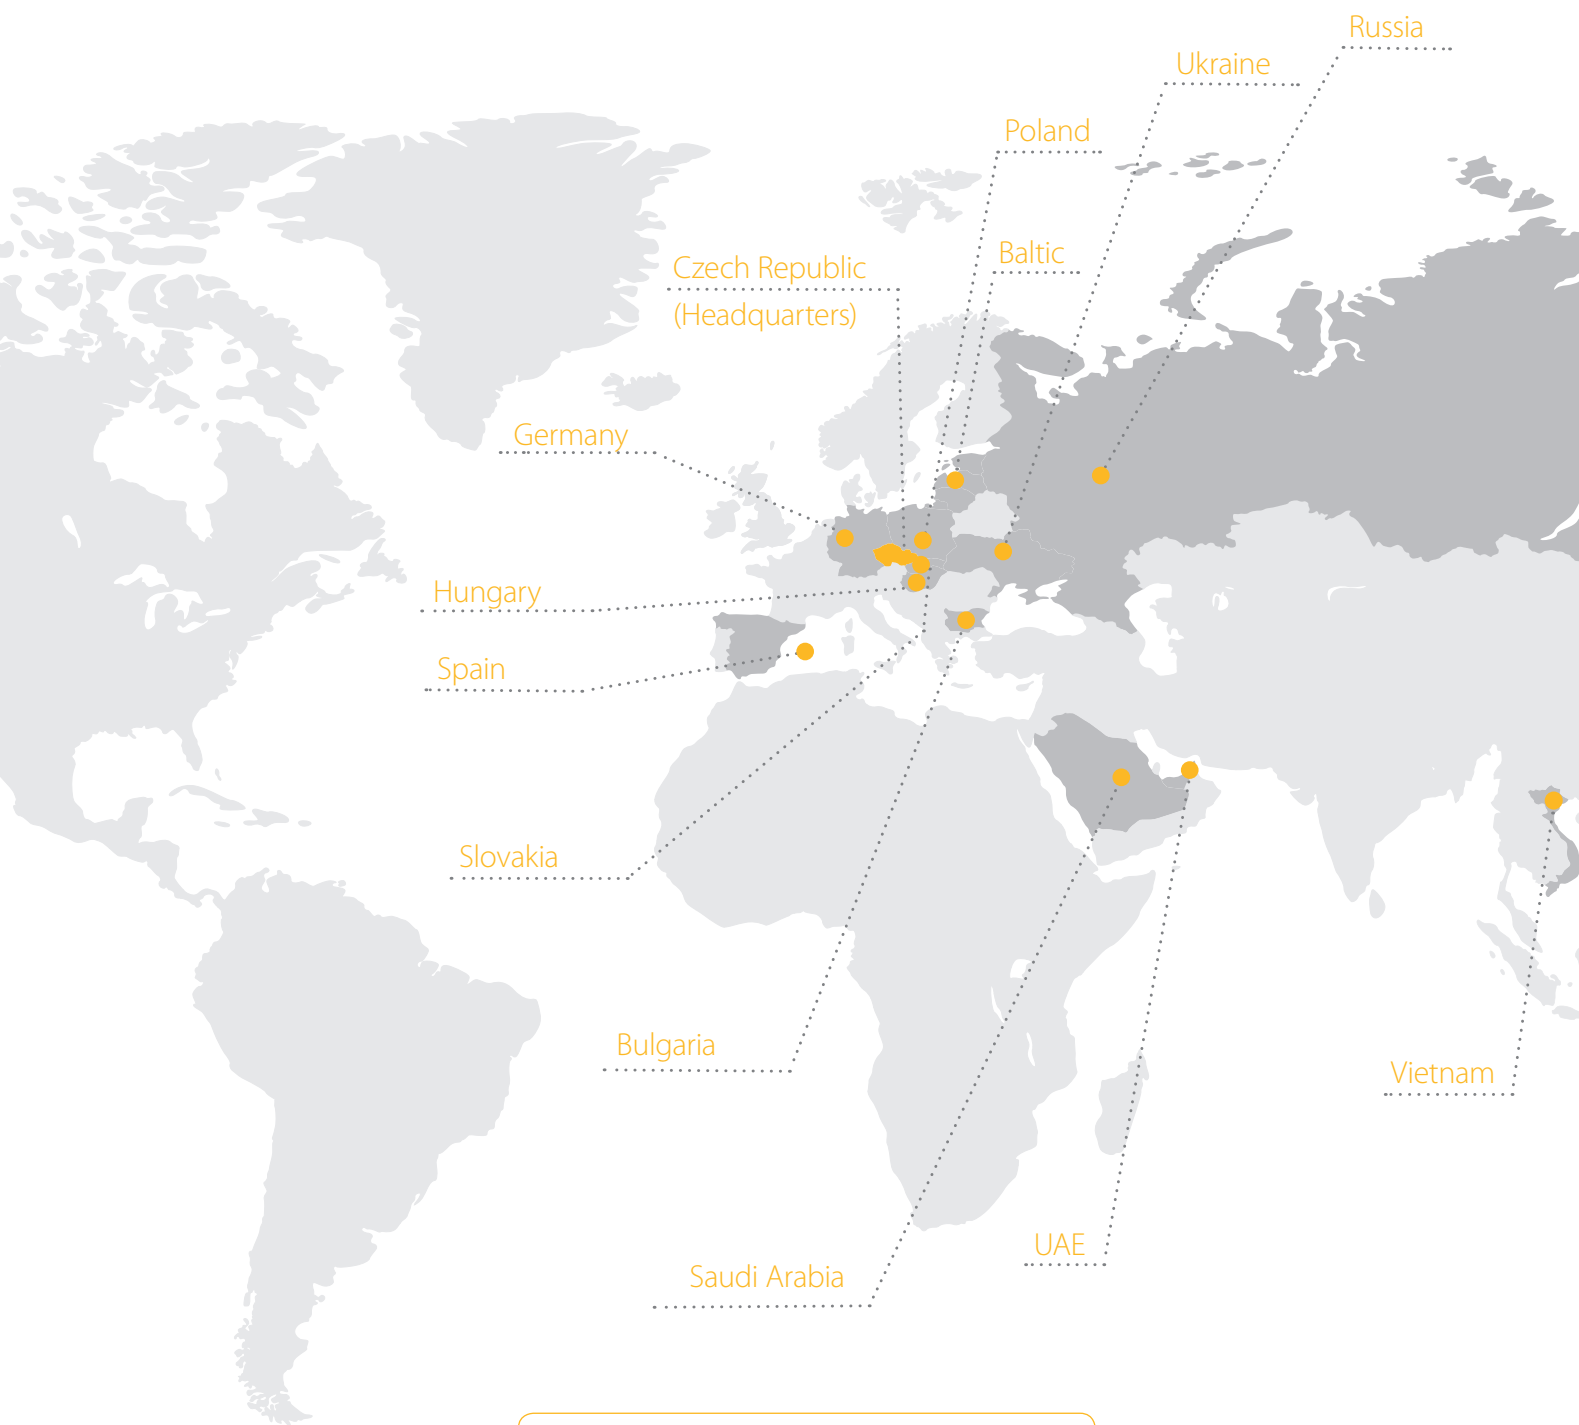 Russia
Ukraine
Poland
Baltic
Czech Republic
(Headquarters)
Germany
Hungary
Spain
Slovakia
Bulgaria
Vietnam
UAE
Saudi Arabia